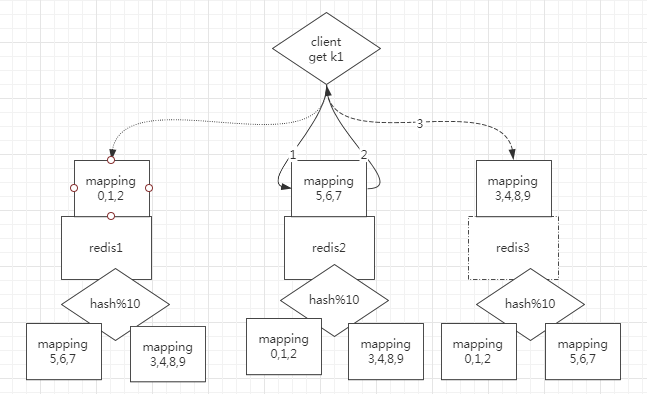 client
get k1
3
1
2
mapping
0,1,2
mapping
5,6,7
mapping
3,4,8,9
redis1
redis2
redis3
hash%10
hash%10
hash%10
mapping
5,6,7
mapping
3,4,8,9
mapping
0,1,2
mapping
3,4,8,9
mapping
0,1,2
mapping
5,6,7